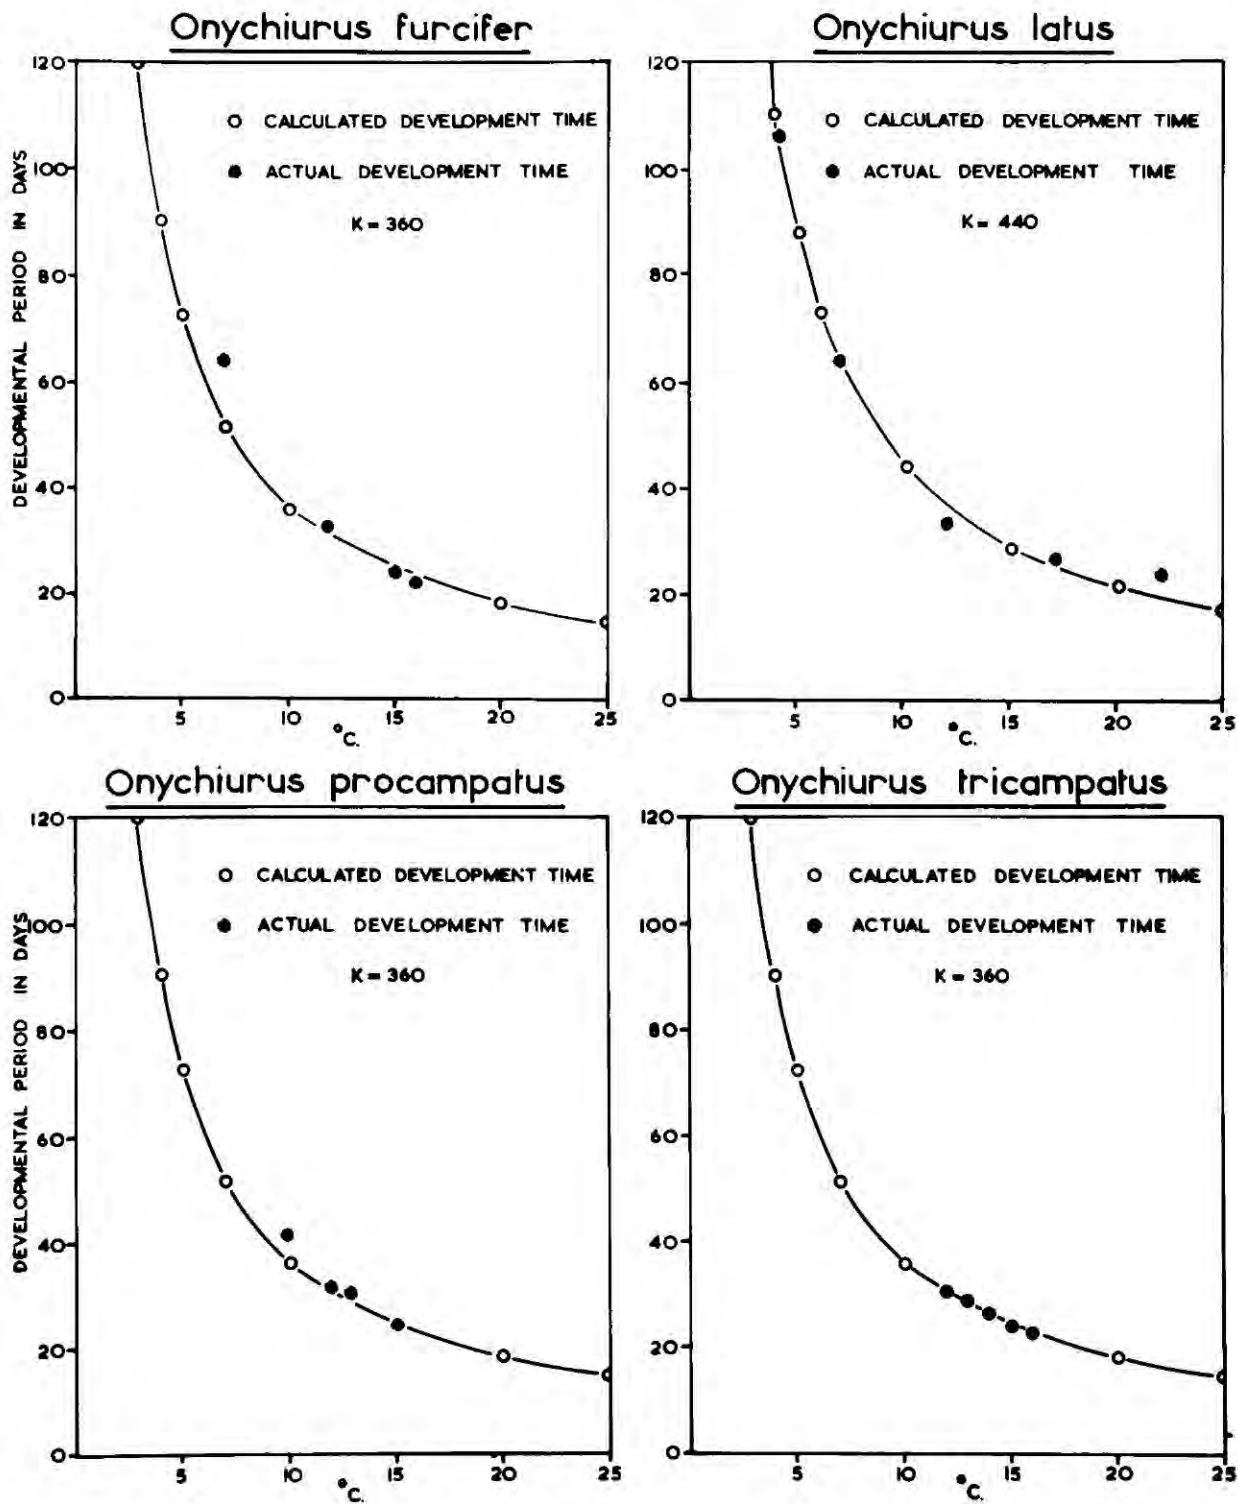 Onychiurus furcifer
DEVELOPMENTAL PERIOD IN DAYS
120
100
80
60
40
20
0
○ CALCULATED DEVELOPMENT TIME
● ACTUAL DEVELOPMENT TIME
K = 360
5 10 15 20 25
°C.
Onychiurus latus
120
100
80
60
40
20
0
○ CALCULATED DEVELOPMENT TIME
● ACTUAL DEVELOPMENT TIME
K = 440
5 10 15 20 25
°C.
Onychiurus procampatus
DEVELOPMENTAL PERIOD IN DAYS
120
100
80
60
40
20
0
○ CALCULATED DEVELOPMENT TIME
● ACTUAL DEVELOPMENT TIME
K = 360
5 10 15 20 25
°C.
Onychiurus tricampatus
120
100
80
60
40
20
0
○ CALCULATED DEVELOPMENT TIME
● ACTUAL DEVELOPMENT TIME
K = 360
5 10 15 20 25
°C.